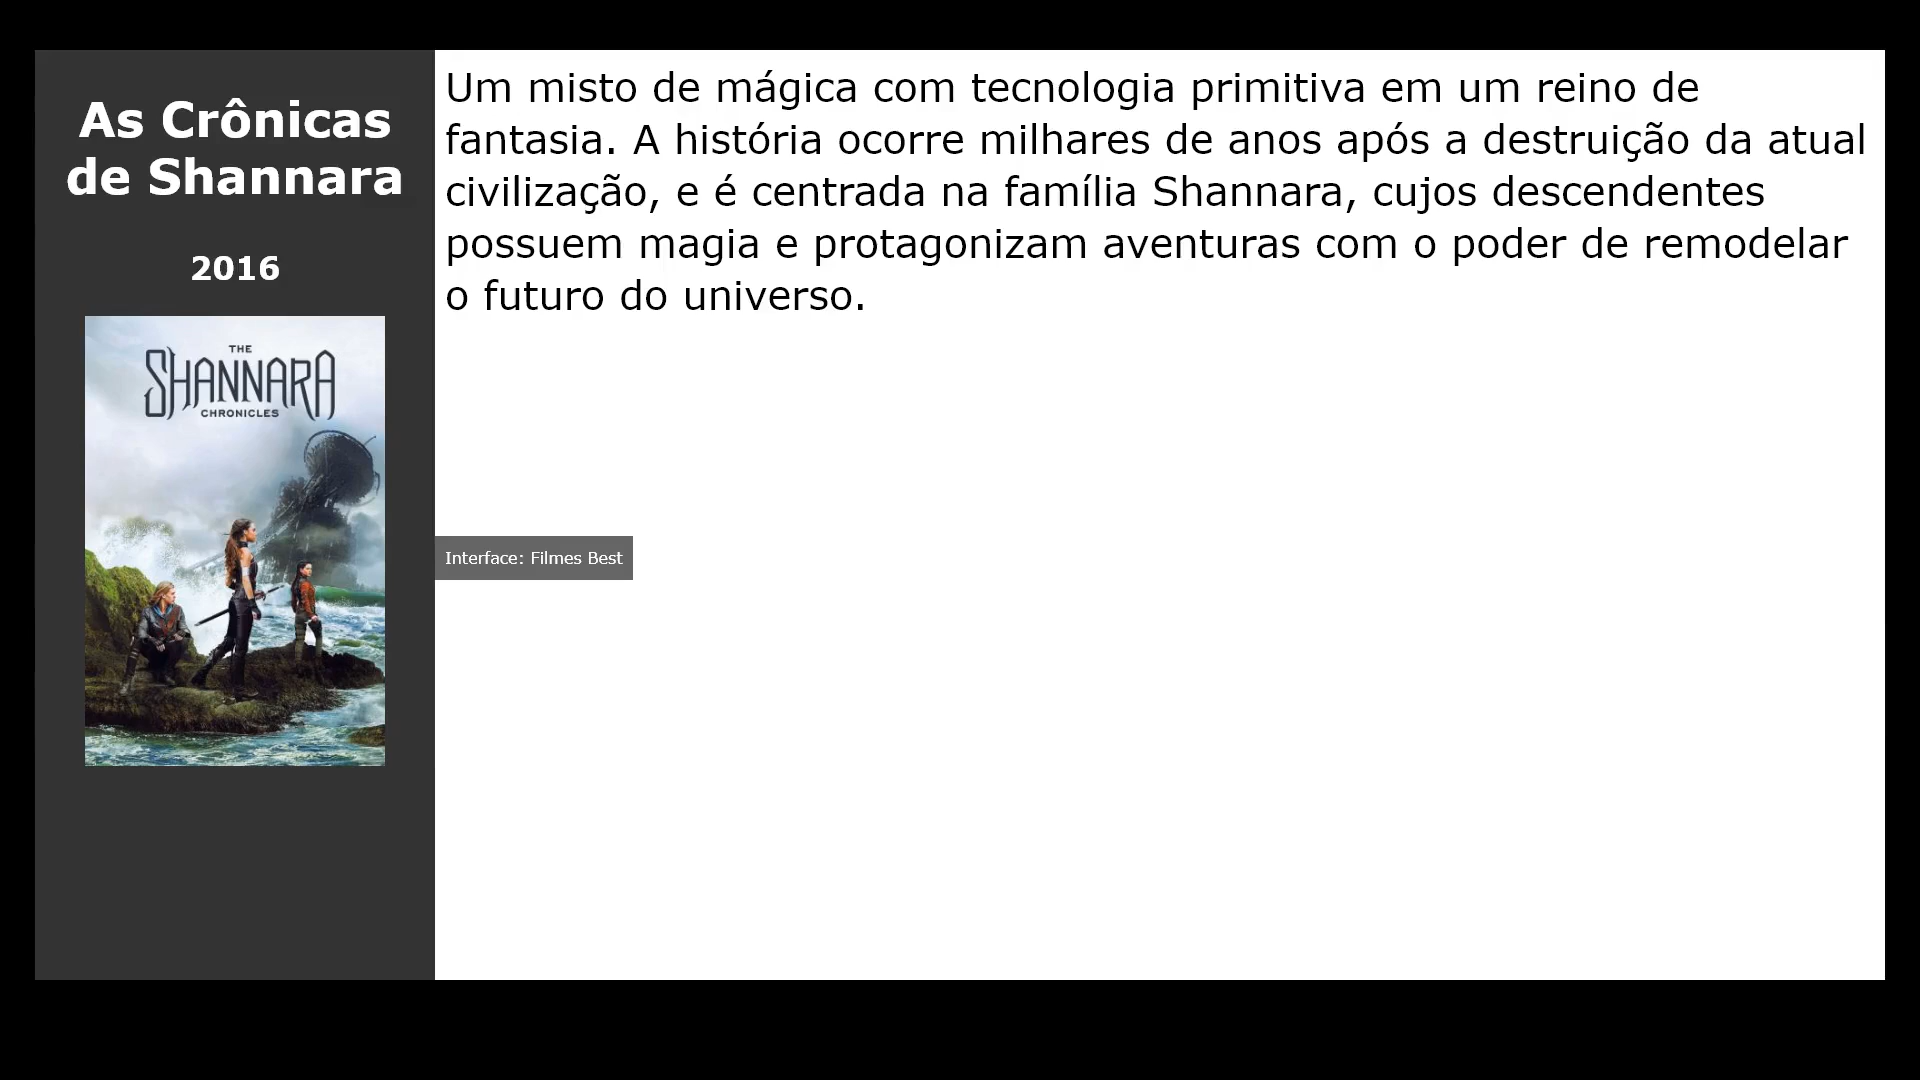 As Crônicas
de Shannara
2016
THE
SHANNARA
CHRONICLES
Um misto de mágica com tecnologia primitiva em um reino de
fantasia. A história ocorre milhares de anos após a destruição da atual
civilização, e é centrada na família Shannara, cujos descendentes
possuem magia e protagonizam aventuras com o poder de remodelar
o futuro do universo.
Interface: Filmes Best